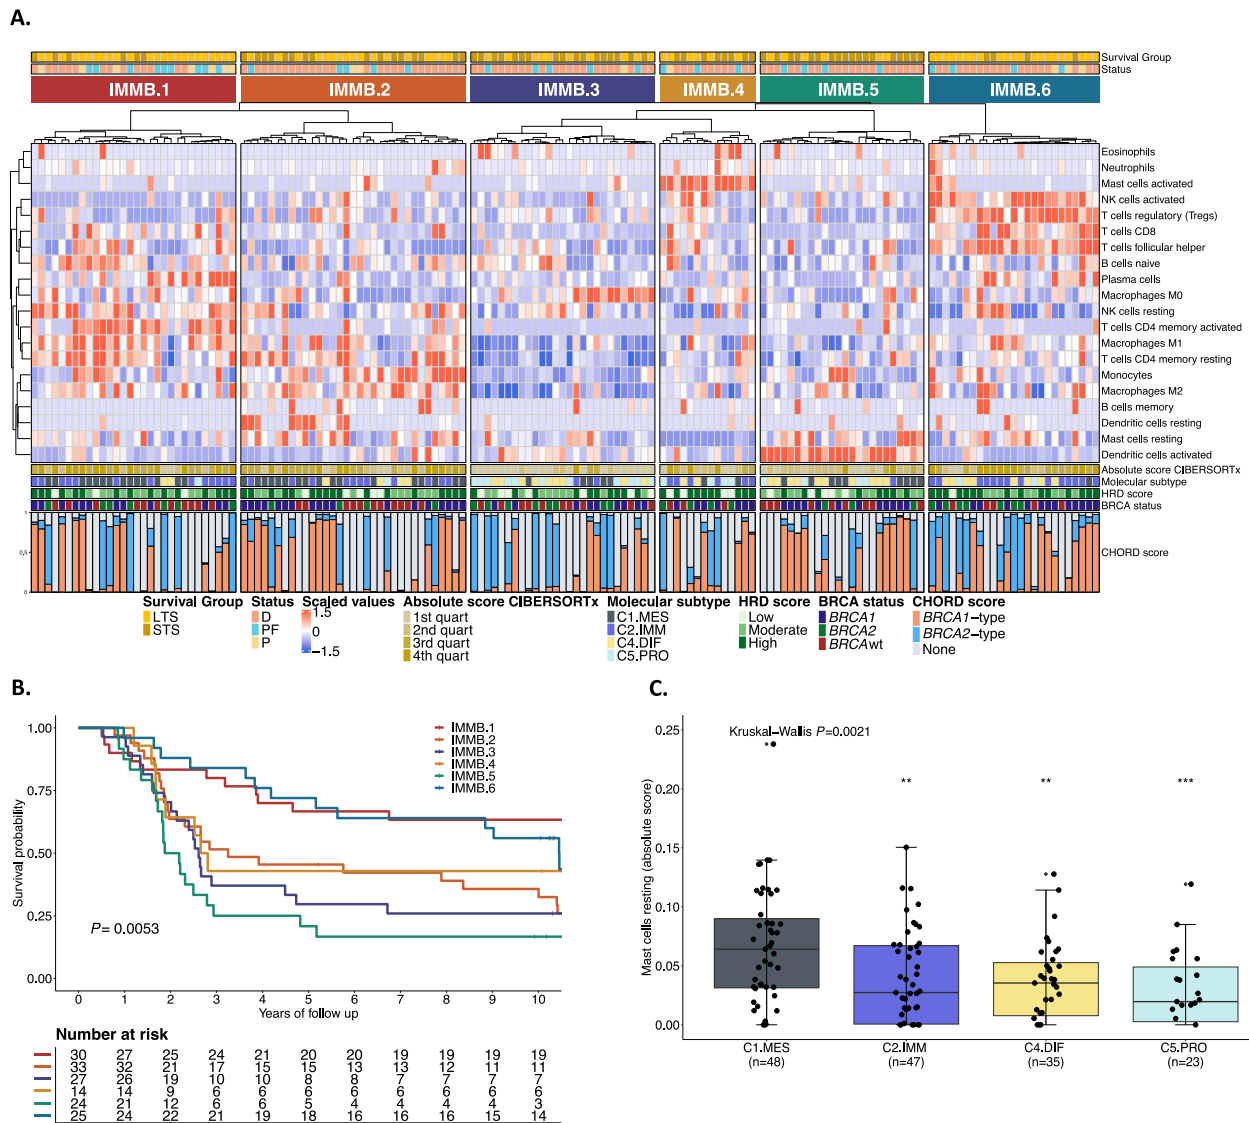 A.
Survival Group
Status
IMMB.1 IMMB.2 IMMB.3 IMMB.4 IMMB.5 IMMB.6
Eosinophils
Neutrophils
Mast cells activated
NK cells activated
T cells regulatory (Tregs)
T cells CD8
T cells follicular helper
B cells naive
Plasma cells
Macrophages M0
NK cells resting
T cells CD4 memory activated
Macrophages M1
T cells CD4 memory resting
Monocytes
Macrophages M2
B cells memory
Dendritic cells resting
Mast cells resting
Dendritic cells activated
Absolute score CIBERSORTx
Molecular subtype
HRD score
BRCA status
1
0.5
0
CHORD score
Survival Group Status Scaled values Absolute score CIBERSORTx Molecular subtype HRD score BRCA status CHORD score
LTS D 1.5 1st quart C1.MES Low BRCA1 BRCA1-type
STS PF 0 2nd quart C2.IMM Moderate BRCA2 BRCA2-type
P −1.5 3rd quart C4.DIF High BRCAwt None
4th quart C5.PRO
B.
1.00
0.75
0.50
0.25
0.00
Survival probability
IMMB.1
IMMB.2
IMMB.3
IMMB.4
IMMB.5
IMMB.6
P= 0.0053
0 1 2 3 4 5 6 7 8 9 10
Years of follow up
Number at risk
30 27 25 24 21 20 20 19 19 19 19
33 32 21 17 15 15 13 13 12 11 11
27 26 19 10 10 8 8 7 7 7 7
14 14 9 6 6 6 6 6 6 6 6
24 21 12 6 6 5 4 4 4 4 3
25 24 22 21 19 18 16 16 16 15 14
C.
Kruskal−Wallis P=0.0021
** ** ***
0.25
0.20
0.15
0.10
0.05
0.00
Mast cells resting (absolute score)
C1.MES C2.IMM C4.DIF C5.PRO
(n=48) (n=47) (n=35) (n=23)